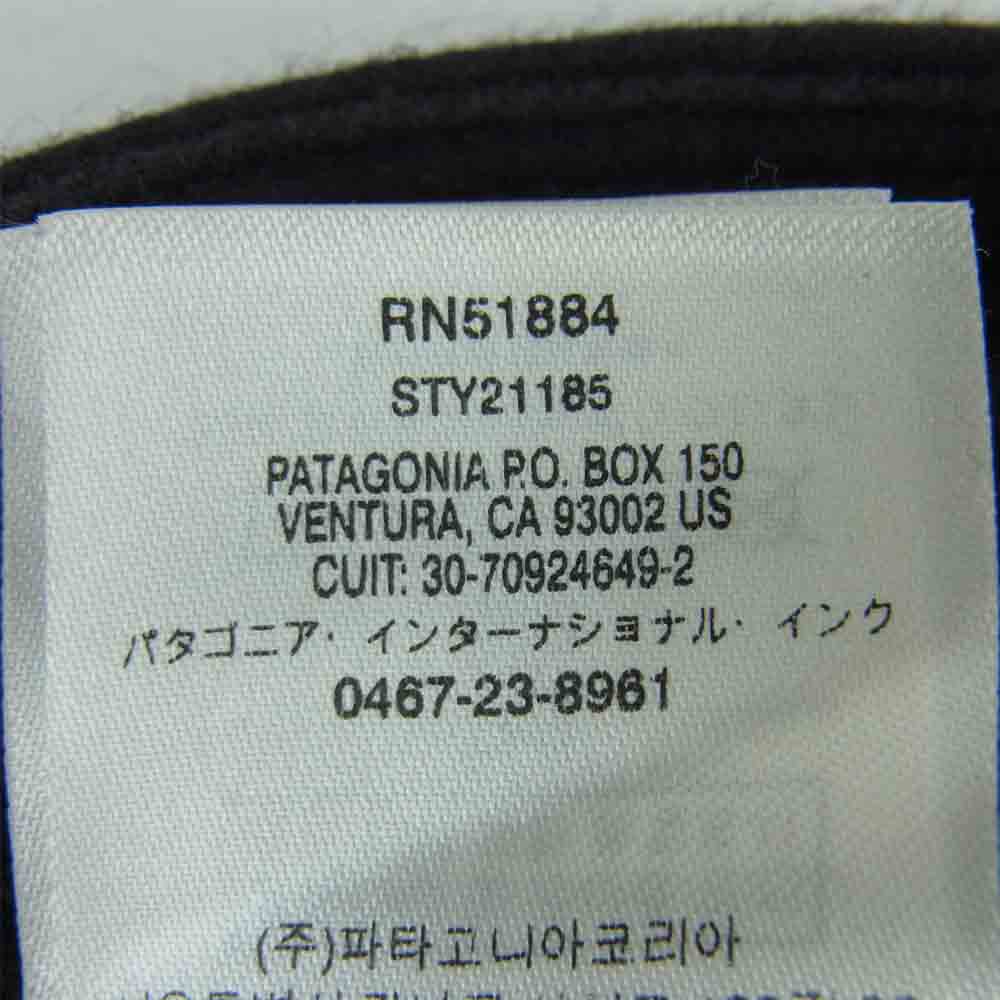 RN51884
STY21185
PATAGONIA P.O. BOX 150
VENTURA, CA 93002 US
CUIT: 30-70924649-2
パタゴニア・インターナショナル・インク
0467-23-8961
(주)파타고니아코리아